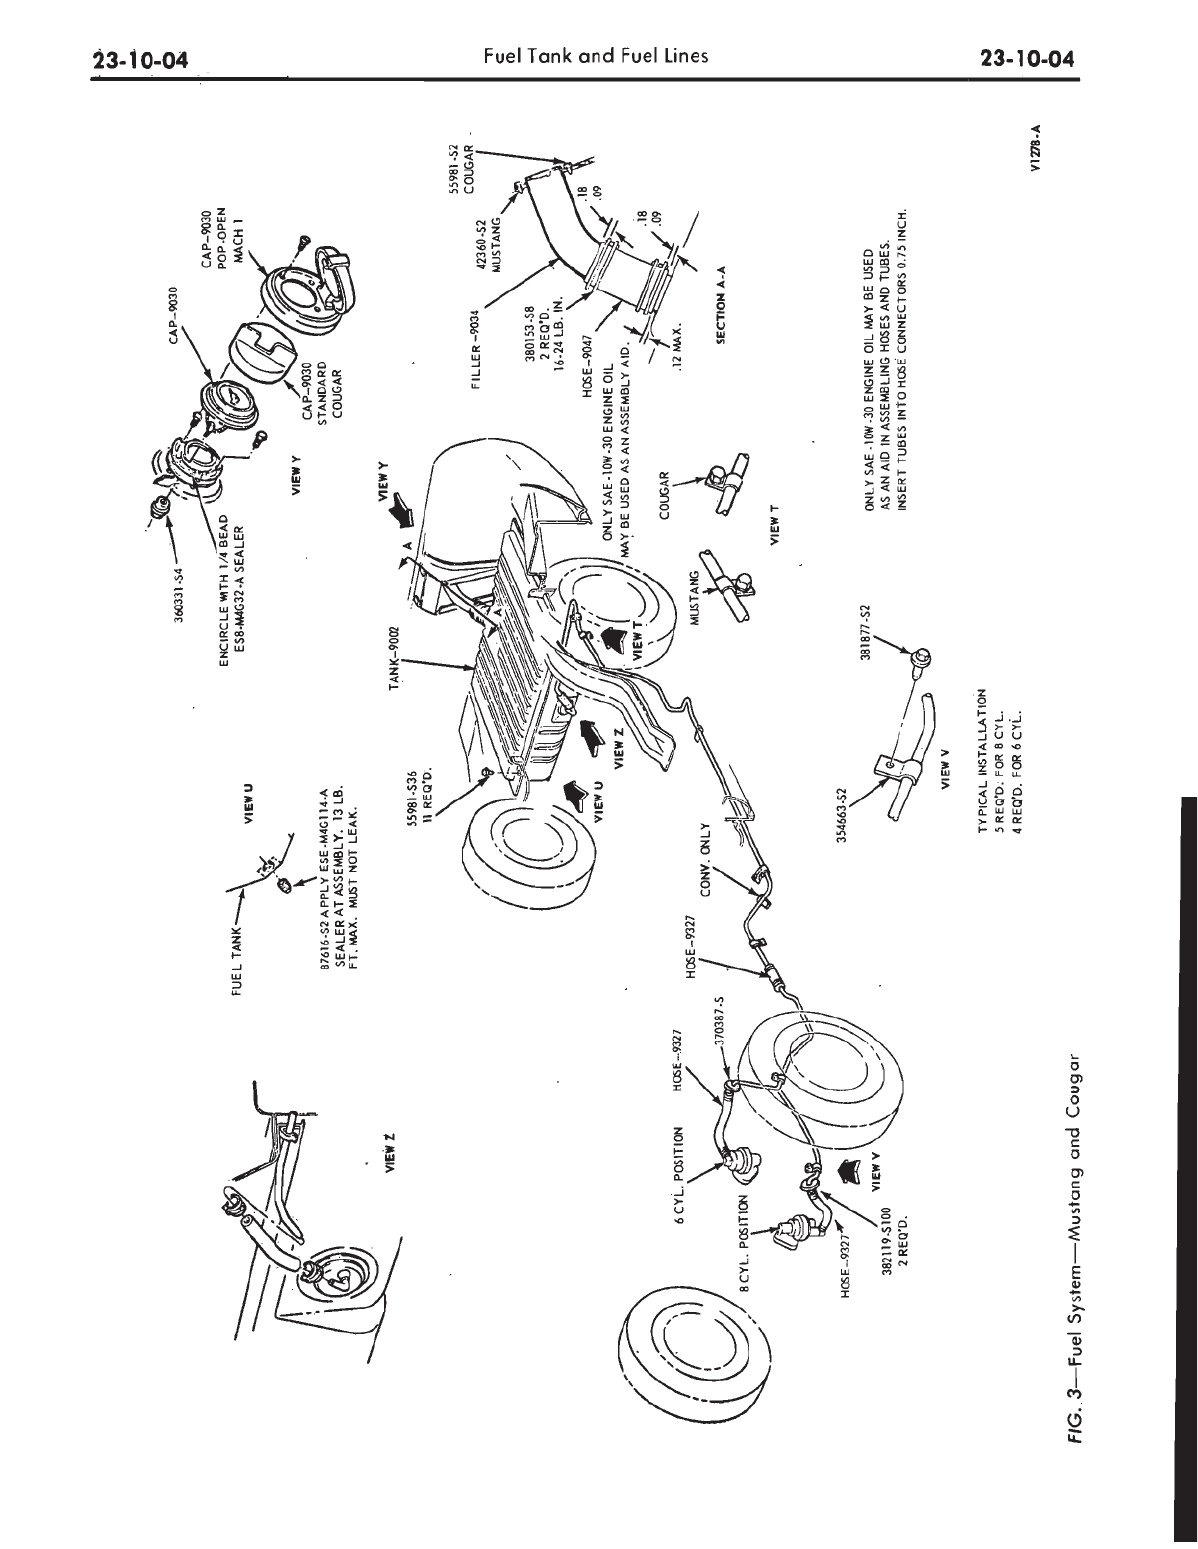 23-10-04
Fuel Tank and Fuel Lines
23-10-04
360331-S4
ENCIRCLE WITH 1/4 BEAD
ES8-M4G32-A SEALER
CAP-9030
CAP-9030
POP-OPEN
MACH 1
CAP-9030
STANDARD
COUGAR
VIEW Y
FUEL TANK
VIEW U
87616-S2 APPLY ESE-M4G114-A
SEALER AT ASSEMBLY. 13 LB.
FT. MAX. MUST NOT LEAK.
VIEW Z
TANK-9002
VIEW Y
A
A
55981-S36
11 REQ'D.
VIEW U
VIEW Z
VIEW T
55981-S2
COUGAR
42360-S2
MUSTANG
FILLER-9034
380153-S8
2 REQ'D.
16-24 LB. IN.
HOSE-9047
ONLY SAE-10W-30 ENGINE OIL
MAY BE USED AS AN ASSEMBLY AID.
.18
.09
.18
.09
.12 MAX.
SECTION A-A
COUGAR
MUSTANG
VIEW T
CONV. ONLY
HOSE-9327
370387-S
HOSE-9327
6 CYL. POSITION
8 CYL. POSITION
HOSE-9327
382119-S100
2 REQ'D.
VIEW V
381877-S2
354663-S2
VIEW V
TYPICAL INSTALLATION
5 REQ'D. FOR 8 CYL.
4 REQ'D. FOR 6 CYL.
ONLY SAE-10W-30 ENGINE OIL MAY BE USED
AS AN AID IN ASSEMBLING HOSES AND TUBES.
INSERT TUBES INTO HOSE CONNECTORS 0.75 INCH.
V1278-A
FIG. 3—Fuel System—Mustang and Cougar